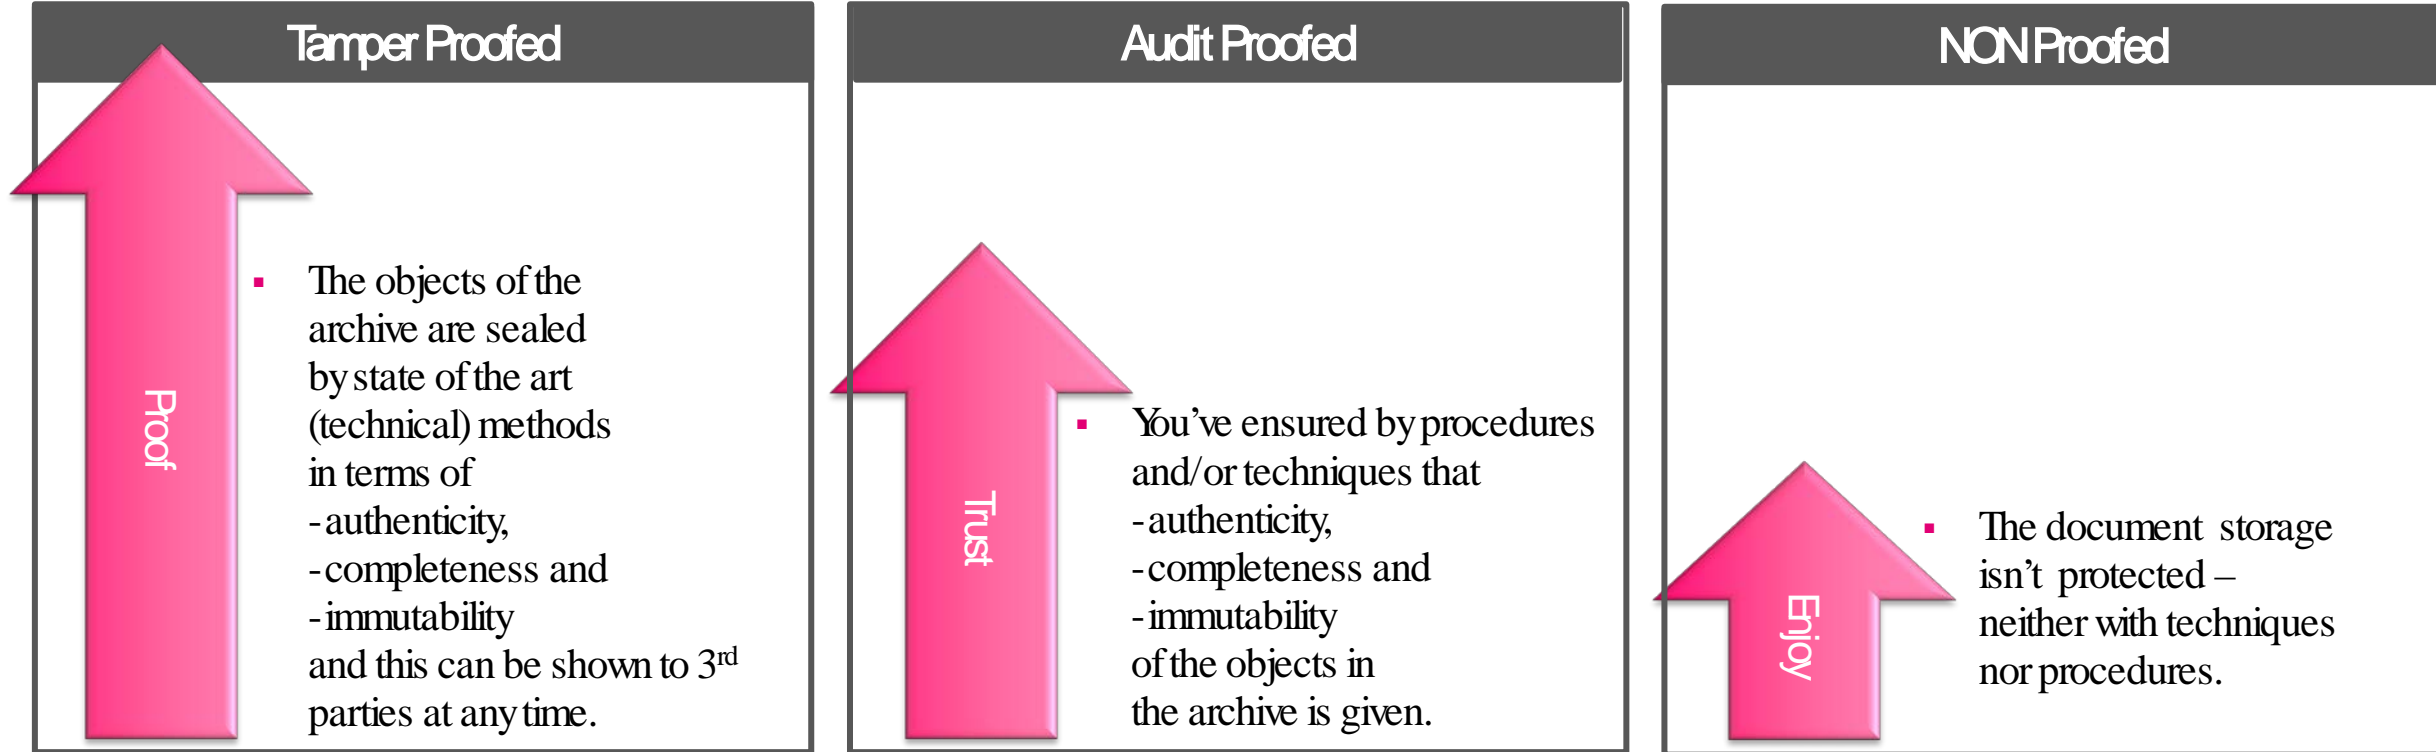 Tamper Proofed
Proof
▪ The objects of the
archive are sealed
by state of the art
(technical) methods
in terms of
- authenticity,
- completeness and
- immutability
and this can be shown to 3rd
parties at any time.
Audit Proofed
Trust
▪ You’ve ensured by procedures
and/or techniques that
- authenticity,
- completeness and
- immutability
of the objects in
the archive is given.
NON Proofed
Enjoy
▪ The document storage
isn’t protected –
neither with techniques
nor procedures.